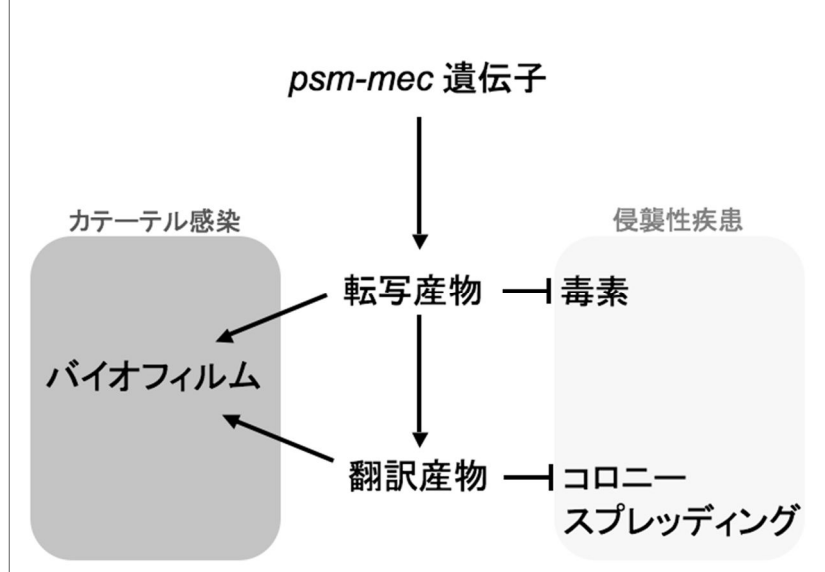 psm-mec 遺伝子
カテーテル感染
侵襲性疾患
転写産物
毒素
バイオフィルム
翻訳産物
コロニー
スプレッディング